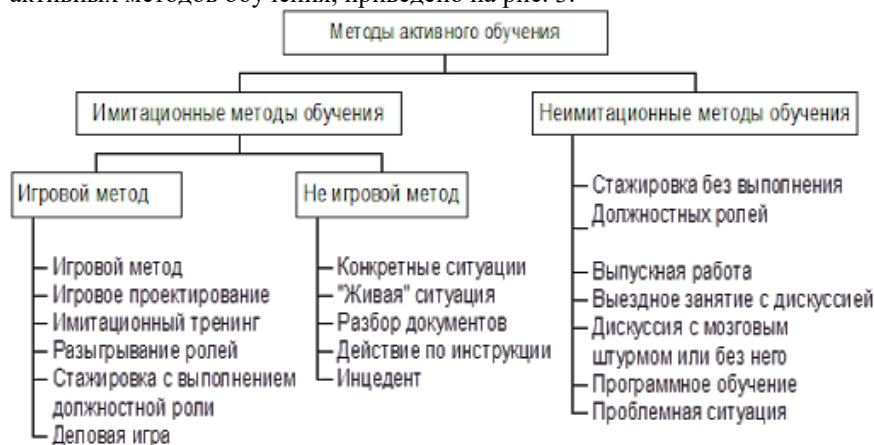 активных методов обучения, приведено на рис. 3.
Методы активного обучения
Имитационные методы обучения
Неимитационные методы обучения
Игровой метод
Не игровой метод
Игровой метод
Игровое проектирование
Имитационный тренинг
Разыгрывание ролей
Стажировка с выполнением
должностной роли
Деловая игра
Конкретные ситуации
"Живая" ситуация
Разбор документов
Действие по инструкции
Инцедент
Стажировка без выполнения
Должностных ролей
Выпускная работа
Выездное занятие с дискуссией
Дискуссия с мозговым
штурмом или без него
Программное обучение
Проблемная ситуация